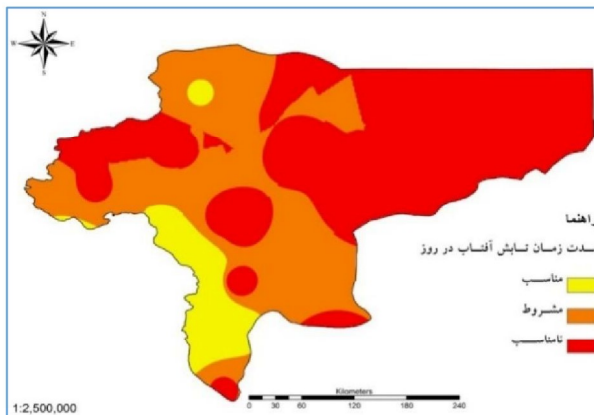 N
W E
S
راهنما
مدت زمان تابش آفتاب در روز
مناسب
مشروط
نامناسب
Kilometers
0 30 60 120 180 240
1:2,500,000